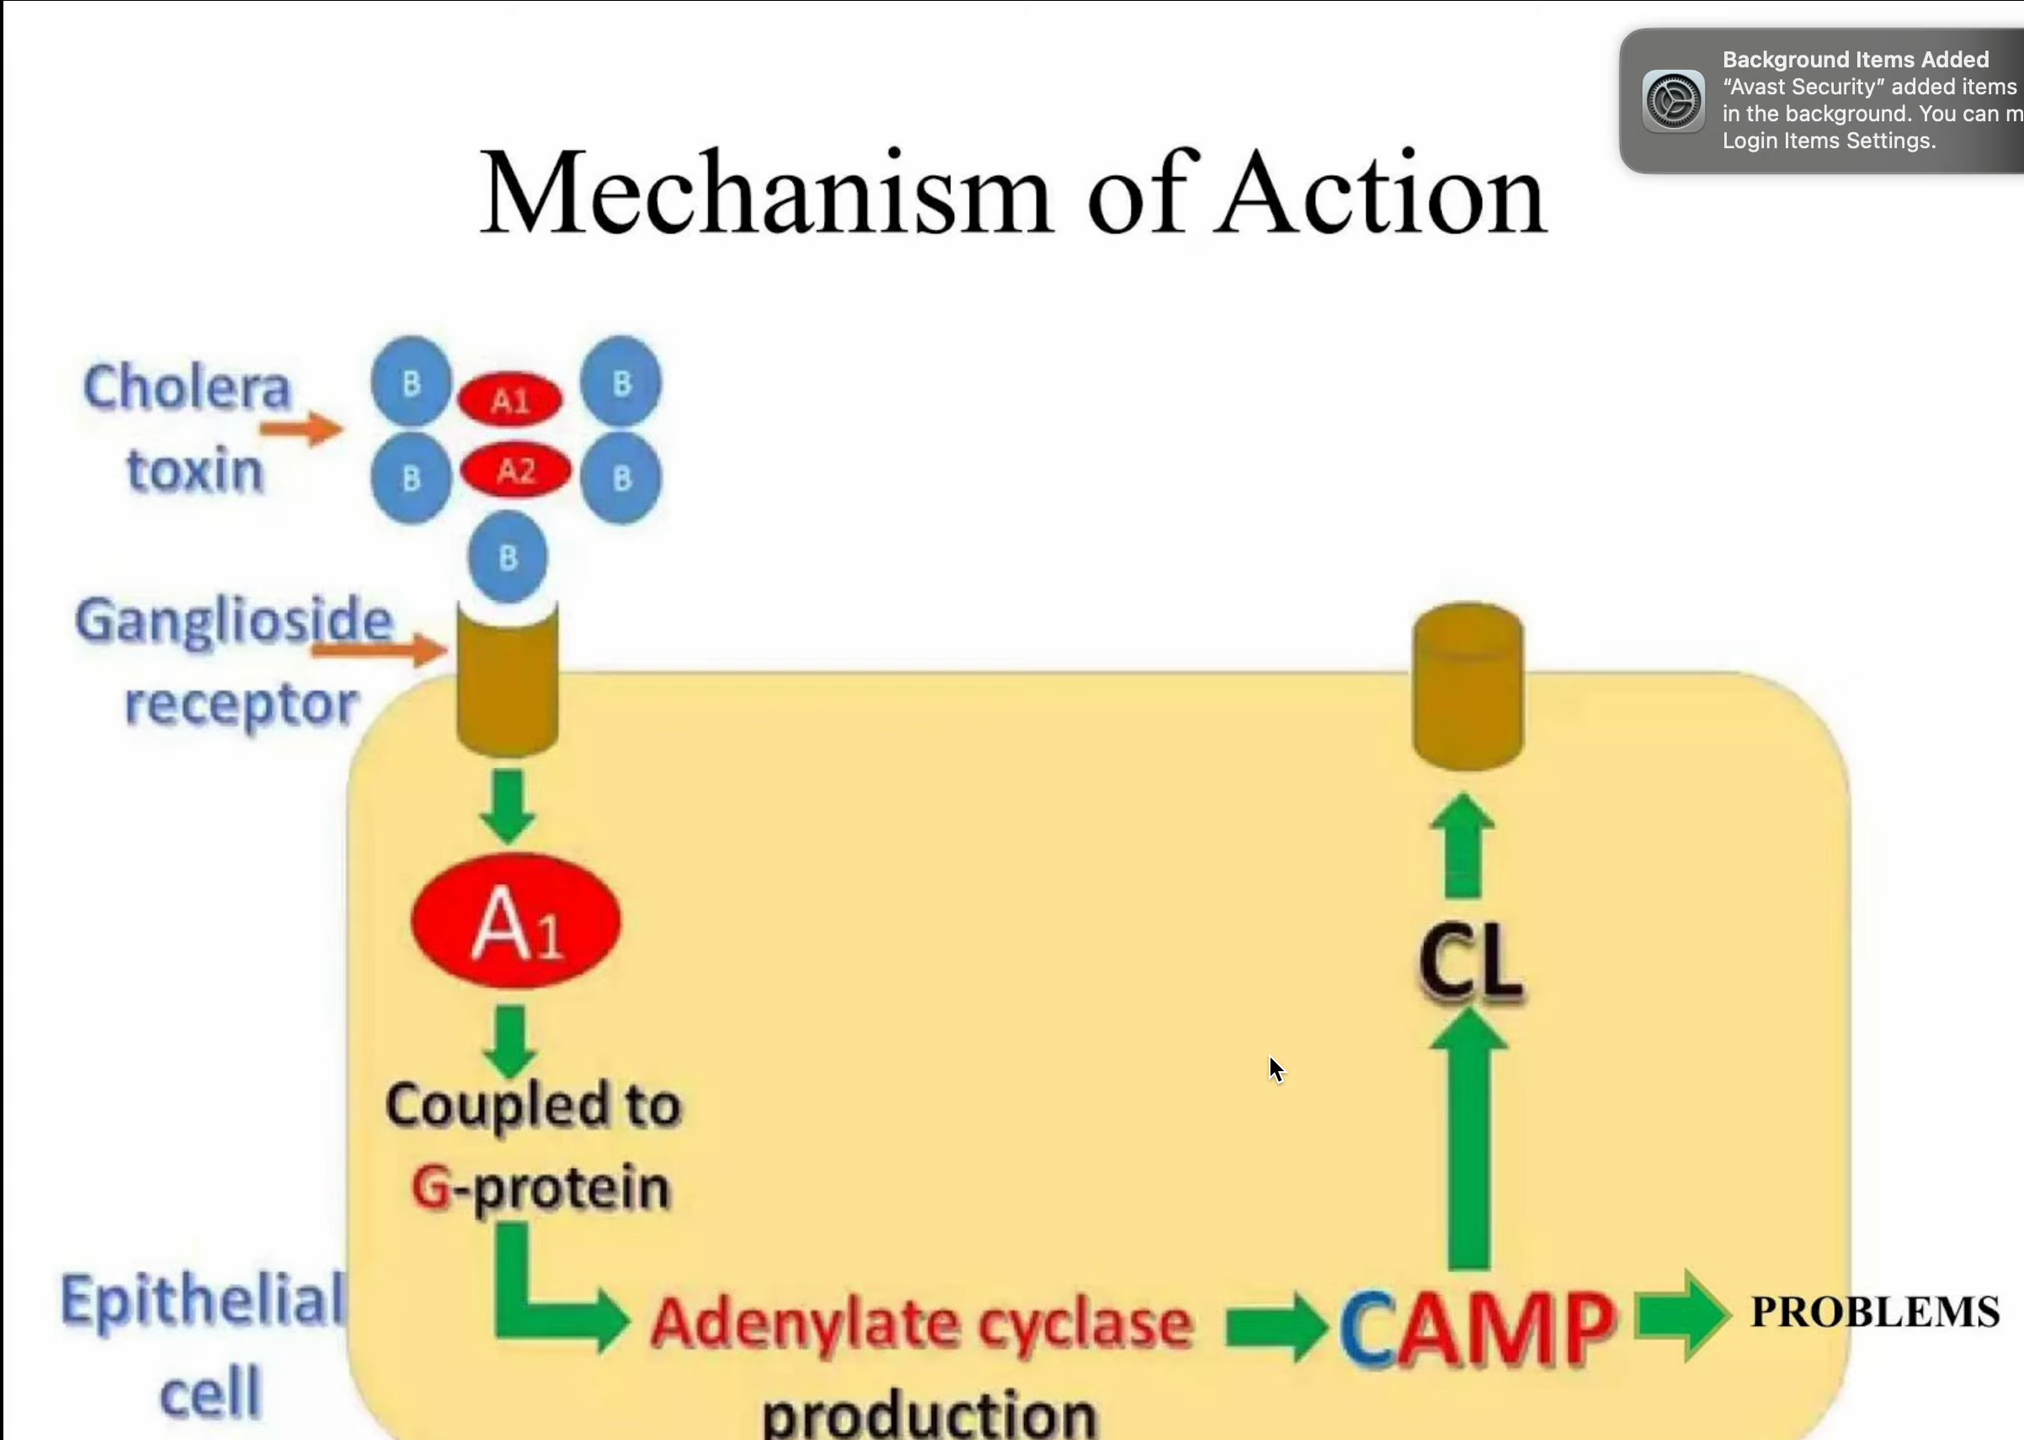 Background Items Added
“Avast Security” added items
in the background. You can m
Login Items Settings.
Mechanism of Action
Cholera
toxin
B
A1
B
B
A2
B
B
Ganglioside
receptor
A1
Coupled to
G-protein
CL
Epithelial
cell
Adenylate cyclase
production
CAMP
PROBLEMS